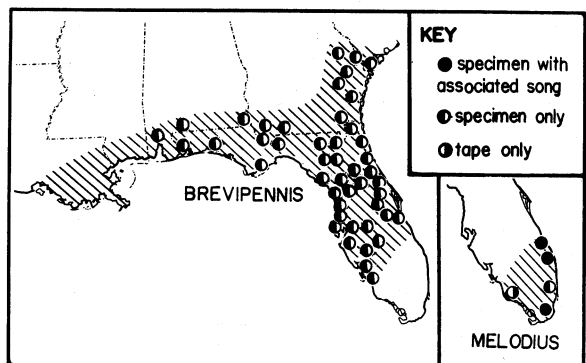 KEY
specimen with
associated song
specimen only
tape only
BREVIPENNIS
MELODIUS